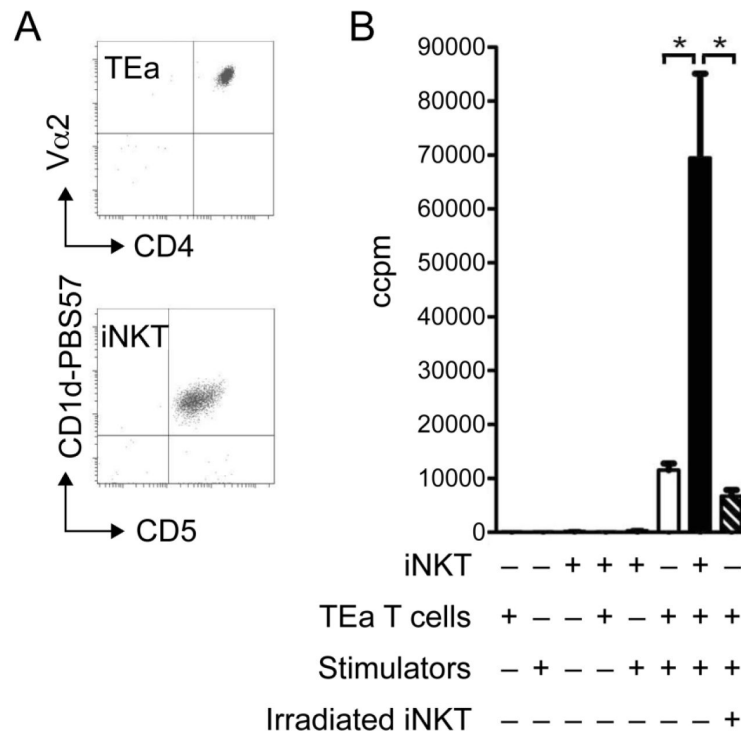 A
TEa
Vα2
CD4
iNKT
CD1d-PBS57
CD5
B
* *
90000
80000
70000
60000
50000
40000
30000
20000
10000
0
ccpm
iNKT – – + + + – + –
TEa T cells + – – + – + + +
Stimulators – + – – + + + +
Irradiated iNKT – – – – – – – +